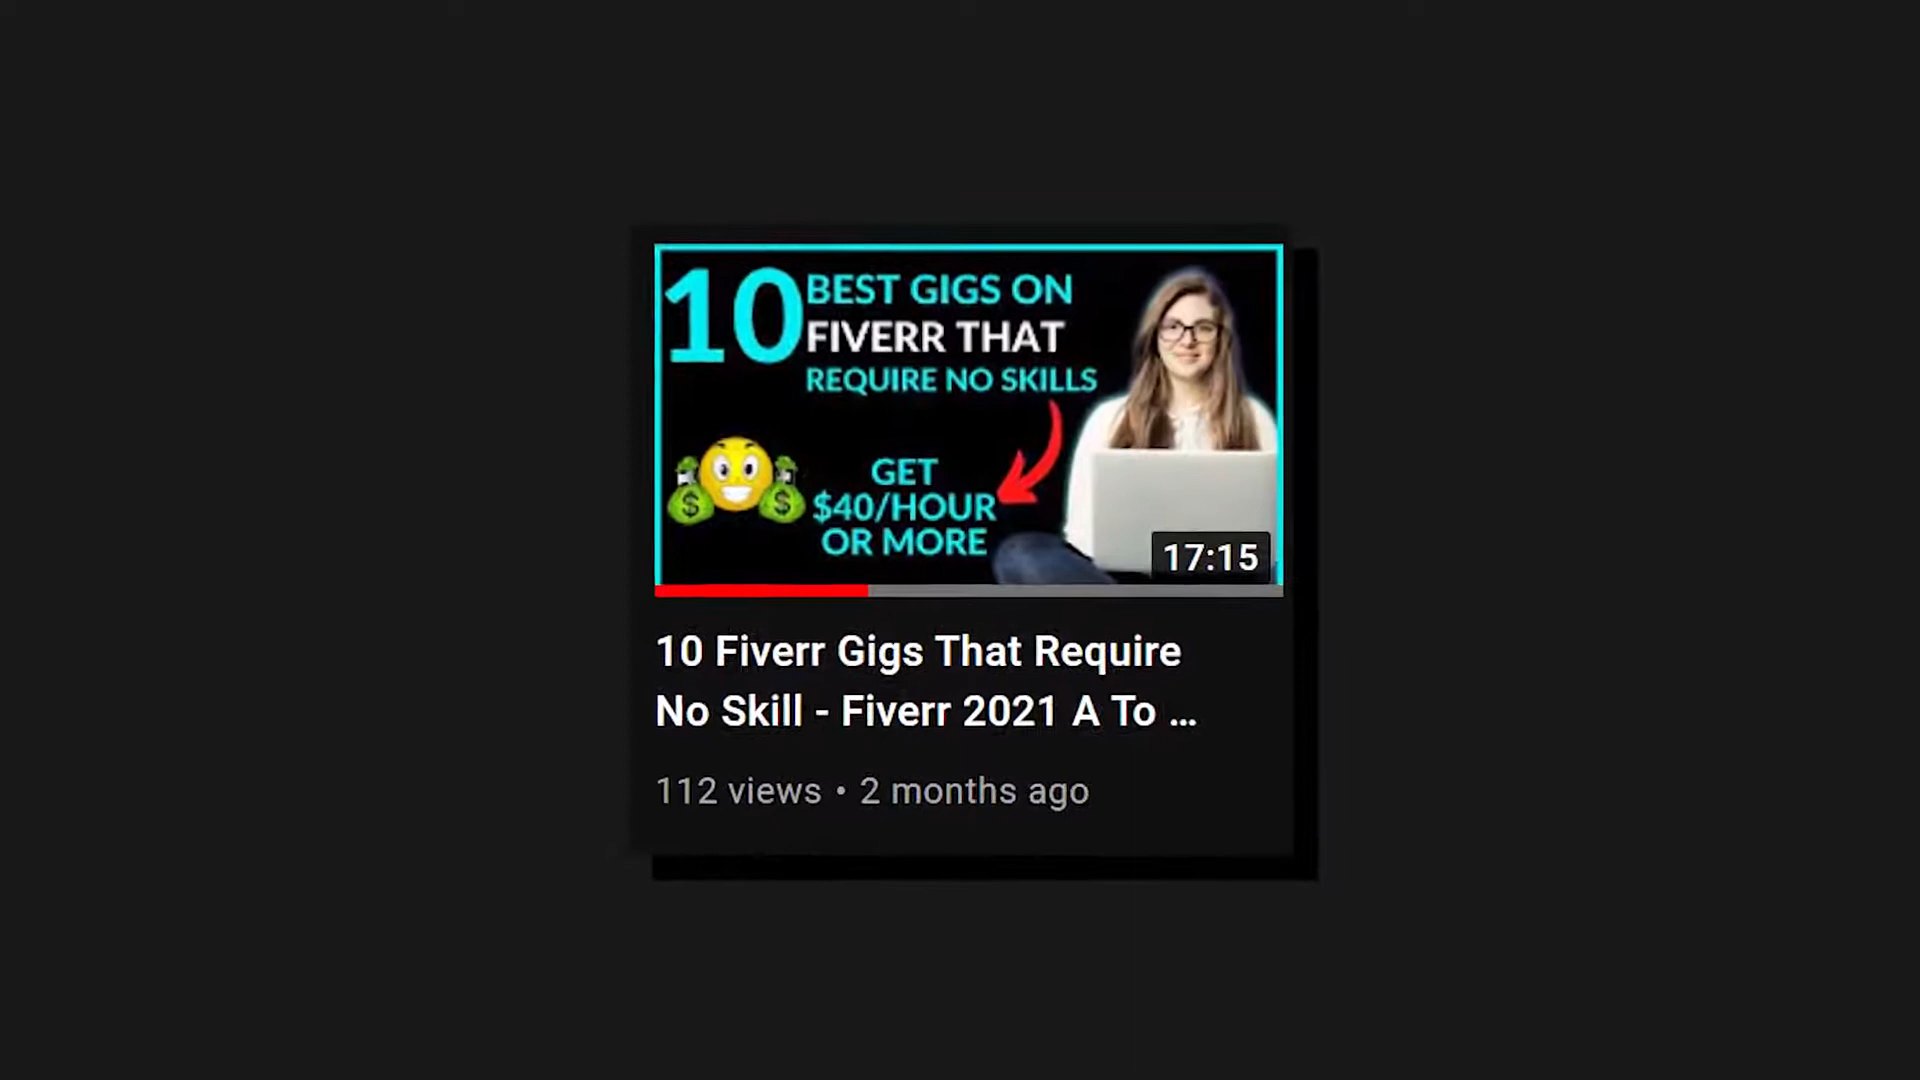 10 BEST GIGS ON
FIVERR THAT
REQUIRE NO SKILLS
GET
$40/HOUR
OR MORE
$ $
17:15
10 Fiverr Gigs That Require
No Skill - Fiverr 2021 A To ...
112 views • 2 months ago